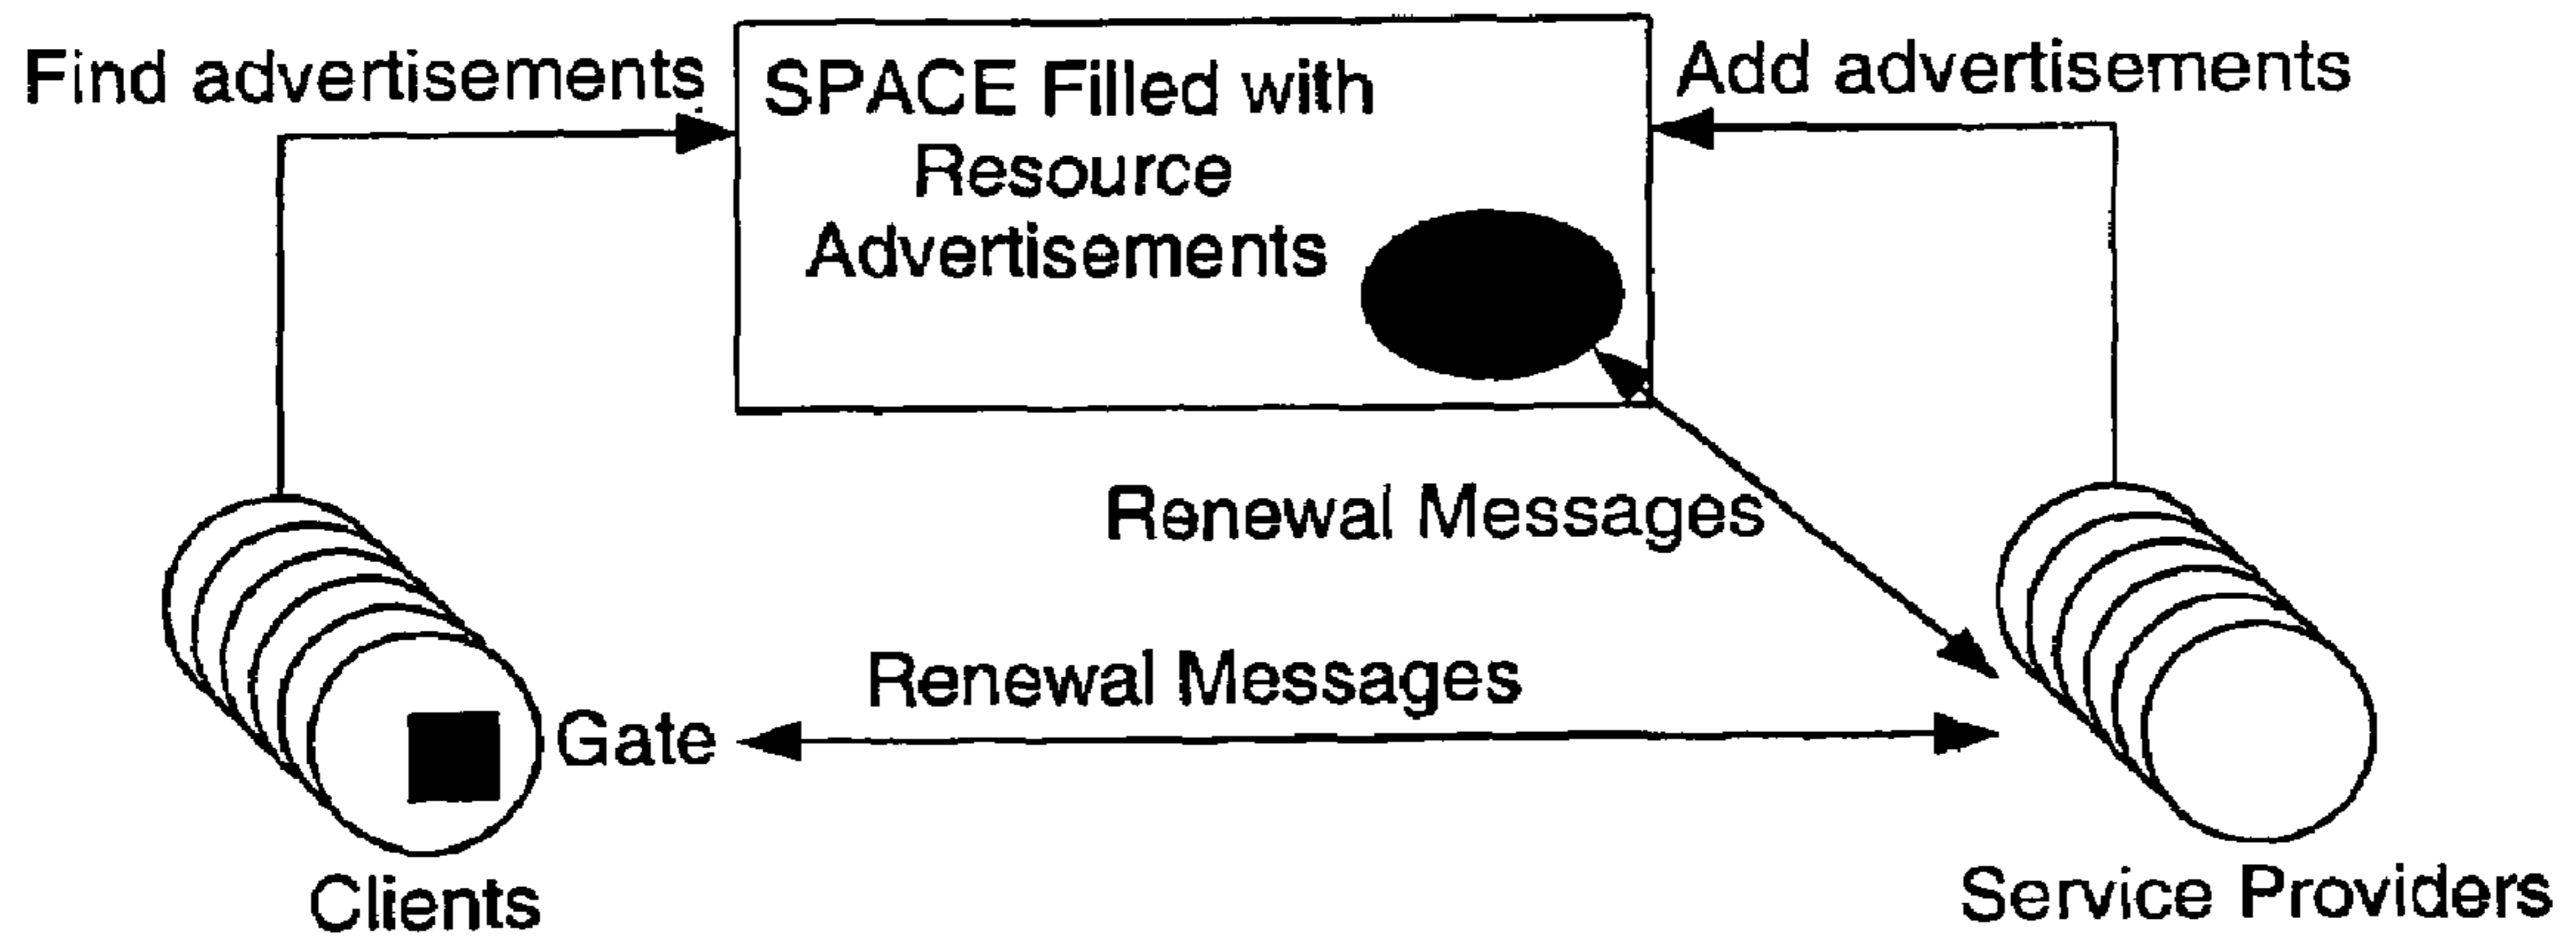 Find advertisements
SPACE Filled with
Resource
Advertisements
Add advertisements
Renewal Messages
Renewal Messages
Gate
Clients
Service Providers